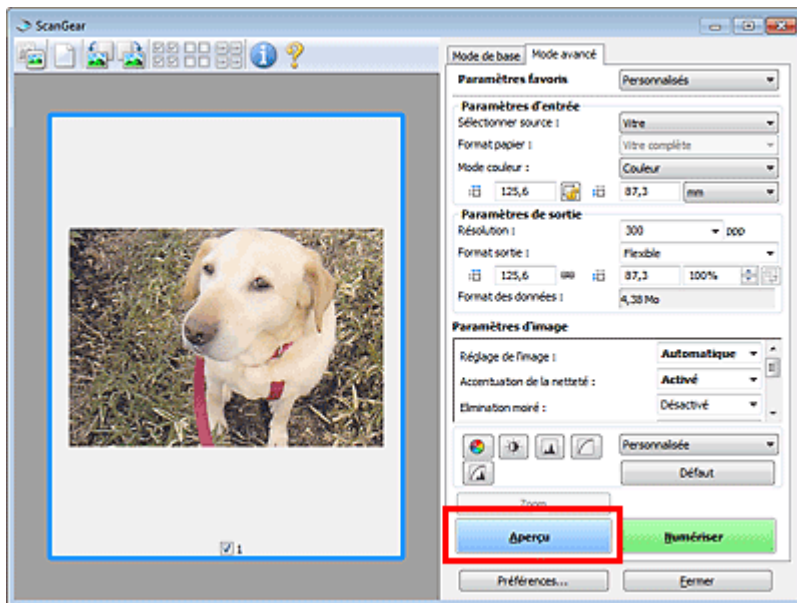 ScanGear
Mode de base Mode avancé
Paramètres favoris Personnalisés
Paramètres d'entrée
Sélectionner source : Vitre
Format papier : Vitre complète
Mode couleur : Couleur
125,6 87,3 mm
Paramètres de sortie
Résolution : 300 ppp
Format sortie : Flexible
125,6 87,3 100%
Format des données : 4,38 Mo
Paramètres d'image
Réglage de l'image : Automatique
Accentuation de la netteté : Activé
Elimination moiré : Désactivé
Personnalisée
Défaut
Zoom
Aperçu Numériser
1
Préférences... Fermer